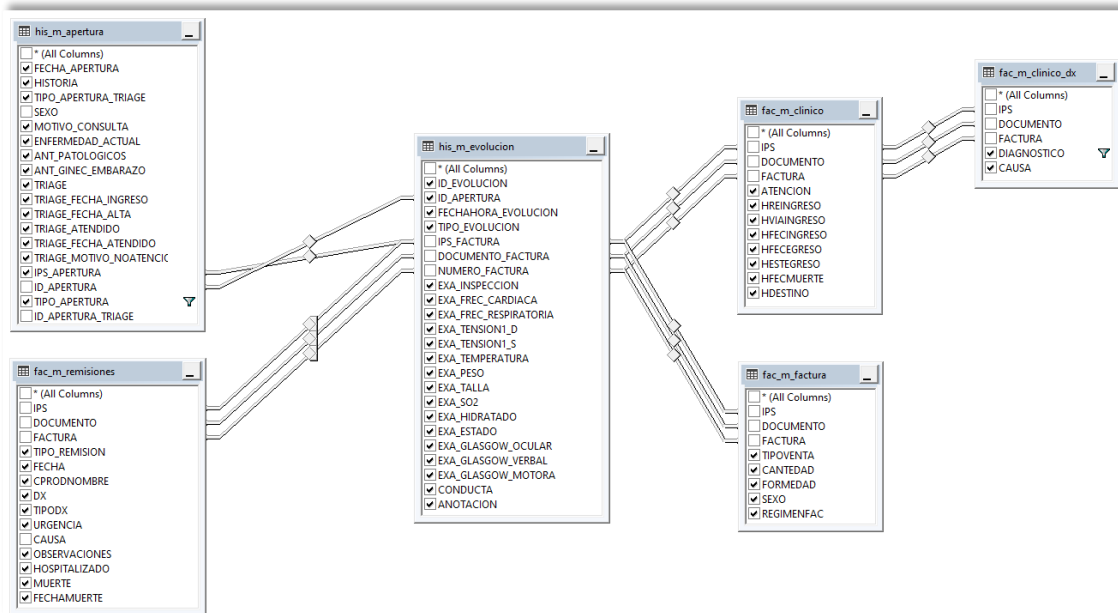 his_m_apertura
* (All Columns)
FECHA_APERTURA
HISTORIA
TIPO_APERTURA_TRIAGE
SEXO
MOTIVO_CONSULTA
ENFERMEDAD_ACTUAL
ANT_PATOLOGICOS
ANT_GINEC_EMBARAZO
TRIAGE
TRIAGE_FECHA_INGRESO
TRIAGE_FECHA_ALTA
TRIAGE_ATENDIDO
TRIAGE_FECHA_ATENDIDO
TRIAGE_MOTIVO_NOATENCIC
IPS_APERTURA
ID_APERTURA
TIPO_APERTURA
ID_APERTURA_TRIAGE
fac_m_remisiones
* (All Columns)
IPS
DOCUMENTO
FACTURA
TIPO_REMISION
FECHA
CPRODNOMBRE
DX
TIPODX
URGENCIA
CAUSA
OBSERVACIONES
HOSPITALIZADO
MUERTE
FECHAMUERTE
his_m_evolucion
* (All Columns)
ID_EVOLUCION
ID_APERTURA
FECHAHORA_EVOLUCION
TIPO_EVOLUCION
IPS_FACTURA
DOCUMENTO_FACTURA
NUMERO_FACTURA
EXA_INSPECCION
EXA_FREC_CARDIACA
EXA_FREC_RESPIRATORIA
EXA_TENSION1_D
EXA_TENSION1_S
EXA_TEMPERATURA
EXA_PESO
EXA_TALLA
EXA_SO2
EXA_HIDRATADO
EXA_ESTADO
EXA_GLASGOW_OCULAR
EXA_GLASGOW_VERBAL
EXA_GLASGOW_MOTORA
CONDUCTA
ANOTACION
fac_m_clinico
* (All Columns)
IPS
DOCUMENTO
FACTURA
ATENCION
HREINGRESO
HVIAINGRESO
HFECINGRESO
HFECEGRESO
HESTEGRESO
HFECMUERTE
HDESTINO
fac_m_factura
* (All Columns)
IPS
DOCUMENTO
FACTURA
TIPOVENTA
CANTEDAD
FORMEDAD
SEXO
REGIMENFAC
fac_m_clinico_dx
* (All Columns)
IPS
DOCUMENTO
FACTURA
DIAGNOSTICO
CAUSA